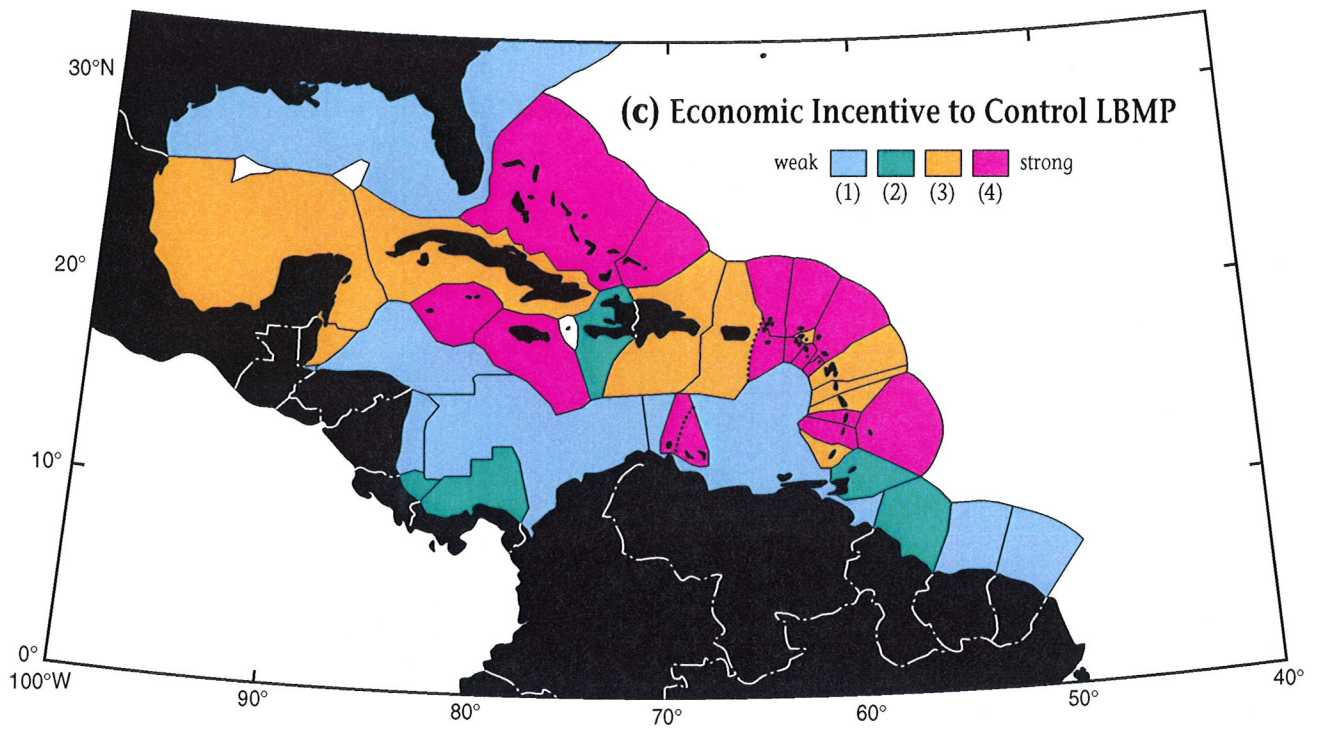 (c) Economic Incentive to Control LBMP
weak strong
(1) (2) (3) (4)
30°N
20°
10°
0°
100°W
90°
80°
70°
60°
50°
40°